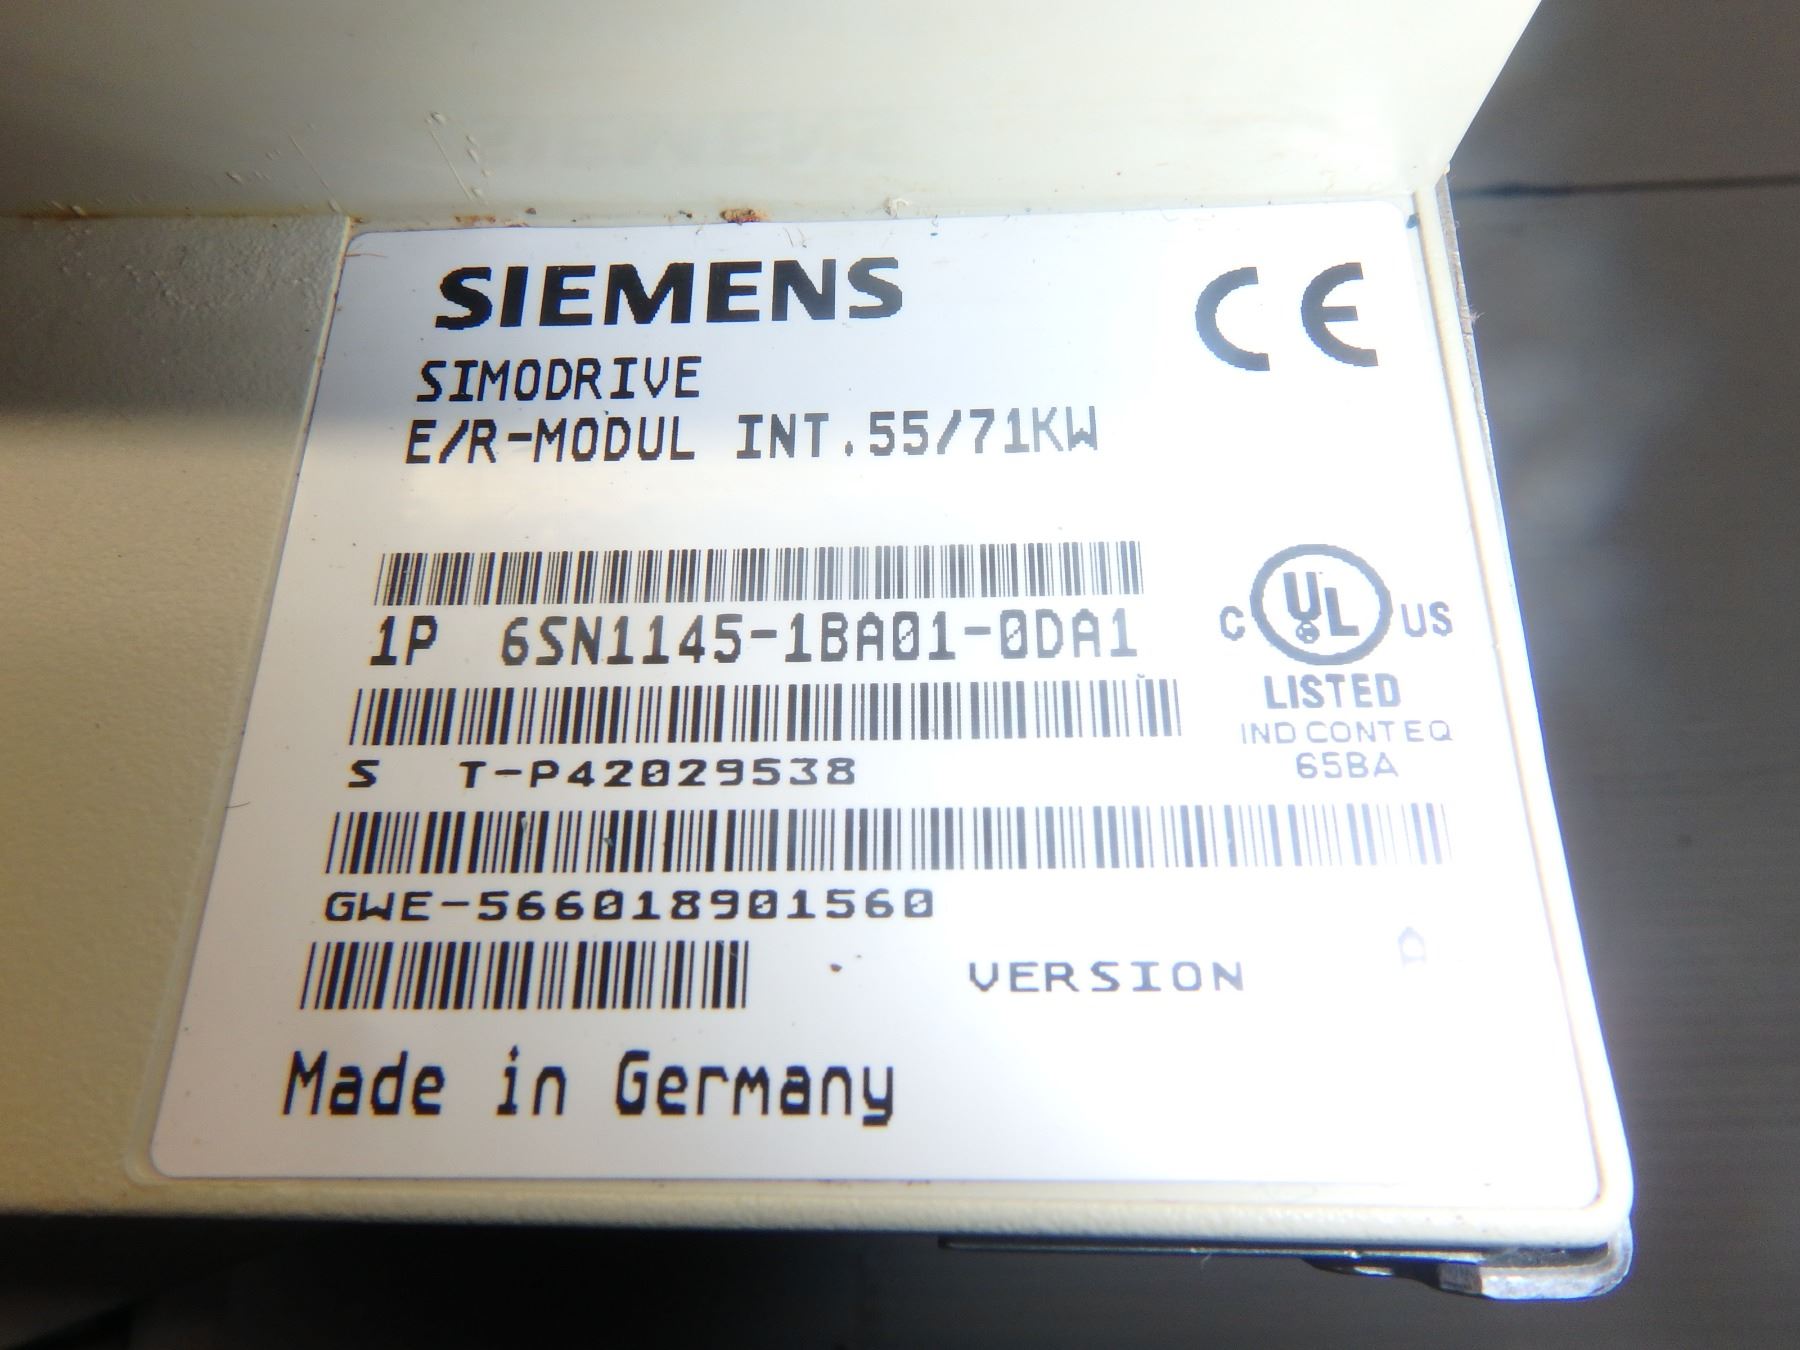 SIEMENS
CE
SIMODRIVE
E/R-MODUL INT.55/71KW
1P 6SN1145-1BA01-0DA1
C UL US
LISTED
IND CONT EQ
65BA
S T-P42029538
GWE-566018901560
VERSION
Made in Germany